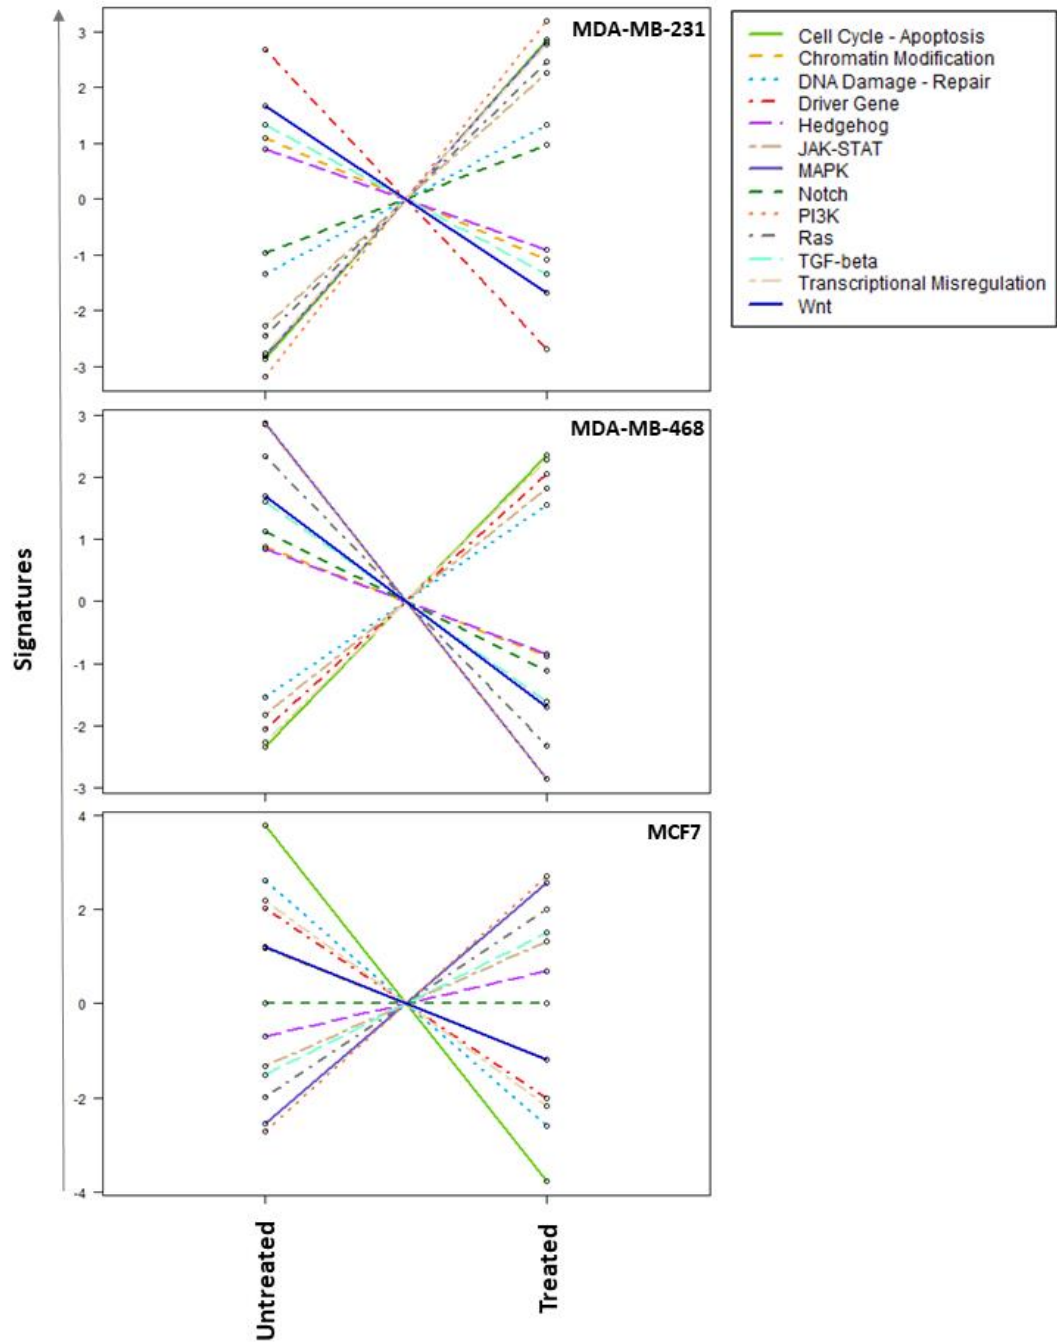 MDA-MB-231
3
2
1
0
-1
-2
-3
Cell Cycle - Apoptosis
Chromatin Modification
DNA Damage - Repair
Driver Gene
Hedgehog
JAK-STAT
MAPK
Notch
PI3K
Ras
TGF-beta
Transcriptional Misregulation
Wnt
MDA-MB-468
3
2
1
0
-1
-2
-3
Signatures
MCF7
4
2
0
-2
-4
Untreated
Treated